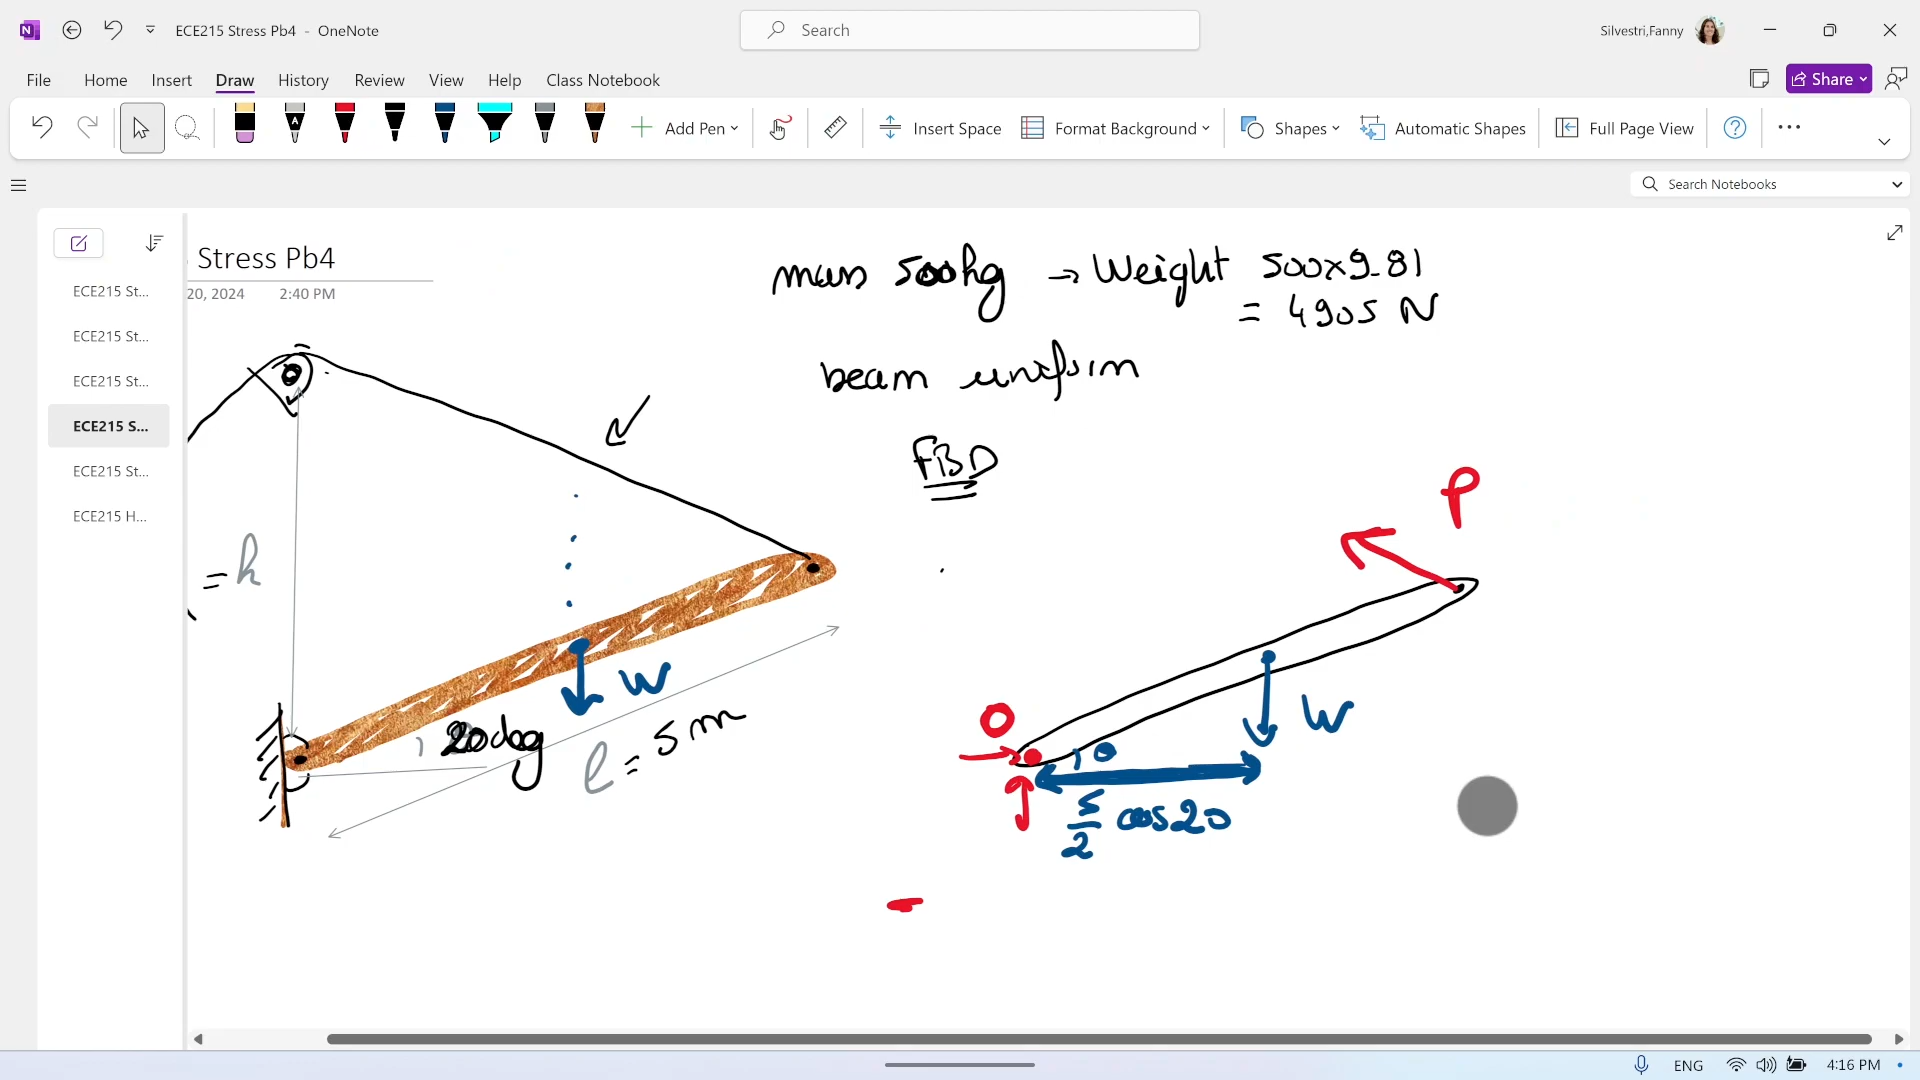 ECE215 Stress Pb4 - OneNote
Search
Silvestri,Fanny
File Home Insert Draw History Review View Help Class Notebook
Share
A
Add Pen
Insert Space
Format Background
Shapes
Automatic Shapes
Full Page View
Search Notebooks
ECE215 St...
ECE215 St...
ECE215 St...
ECE215 S...
ECE215 St...
ECE215 H...
Stress Pb4
20, 2024 2:40 PM
mass 500kg → Weight 500x9.81
= 4905 N
beam uniform
FBD
P
= h
W
20deg
l = 5m
O
W
θ
5/2 cos20
ENG
4:16 PM